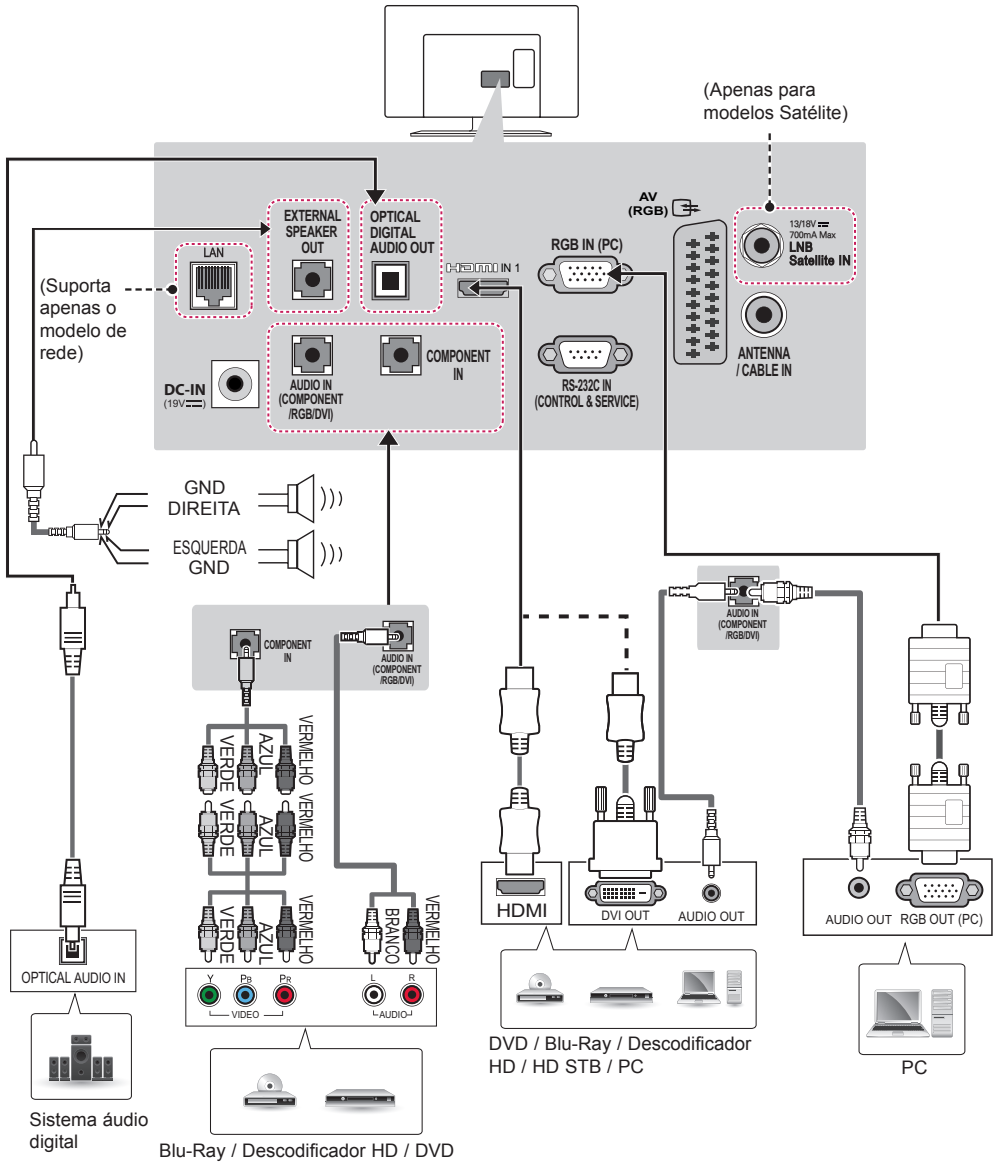 (Apenas para
modelos Satélite)
EXTERNAL
SPEAKER
OUT
OPTICAL
DIGITAL
AUDIO OUT
AV
(RGB)
13/18V
700mA Max
LNB
Satellite IN
LAN
HDMI IN 1
RGB IN (PC)
(Suporta
apenas o
modelo de
rede)
DC-IN
(19V)
AUDIO IN
(COMPONENT
/RGB/DVI)
COMPONENT
IN
RS-232C IN
(CONTROL & SERVICE)
ANTENNA
/ CABLE IN
GND
DIREITA
ESQUERDA
GND
COMPONENT
IN
AUDIO IN
(COMPONENT
/RGB/DVI)
AUDIO IN
(COMPONENT
/RGB/DVI)
VERDE
AZUL
VERMELHO
VERDE
AZUL
VERMELHO
VERDE
AZUL
VERMELHO
BRANCO
VERMELHO
HDMI
DVI OUT
AUDIO OUT
AUDIO OUT
RGB OUT (PC)
OPTICAL AUDIO IN
Y
PB
PR
VIDEO
L
R
AUDIO
DVD / Blu-Ray / Descodificador
HD / HD STB / PC
PC
Sistema áudio
digital
Blu-Ray / Descodificador HD / DVD